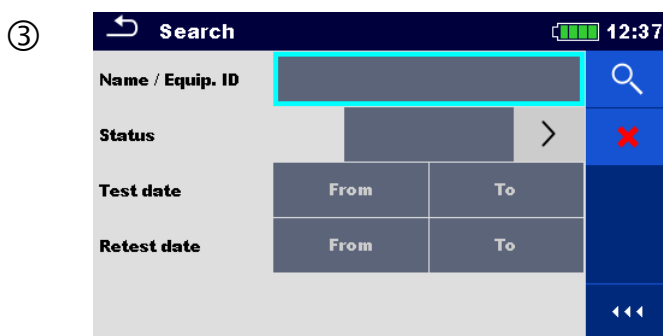 ③
Search 12:37
Name / Equip. ID
Status
Test date From To
Retest date From To